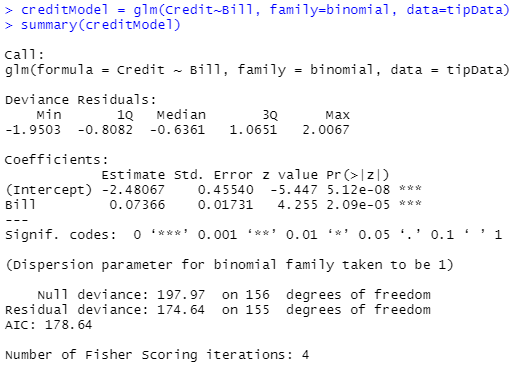 > creditModel = glm(Credit~Bill, family=binomial, data=tipData)
> summary(creditModel)
Call:
glm(formula = Credit ~ Bill, family = binomial, data = tipData)
Deviance Residuals:
    Min       1Q   Median       3Q      Max
-1.9503  -0.8082  -0.6361   1.0651   2.0067
Coefficients:
            Estimate Std. Error z value Pr(>|z|)
(Intercept) -2.48067    0.45540  -5.447 5.12e-08 ***
Bill         0.07366    0.01731   4.255 2.09e-05 ***
---
Signif. codes:  0 ‘***’ 0.001 ‘**’ 0.01 ‘*’ 0.05 ‘.’ 0.1 ‘ ’ 1
(Dispersion parameter for binomial family taken to be 1)
    Null deviance: 197.97  on 156  degrees of freedom
Residual deviance: 174.64  on 155  degrees of freedom
AIC: 178.64
Number of Fisher Scoring iterations: 4